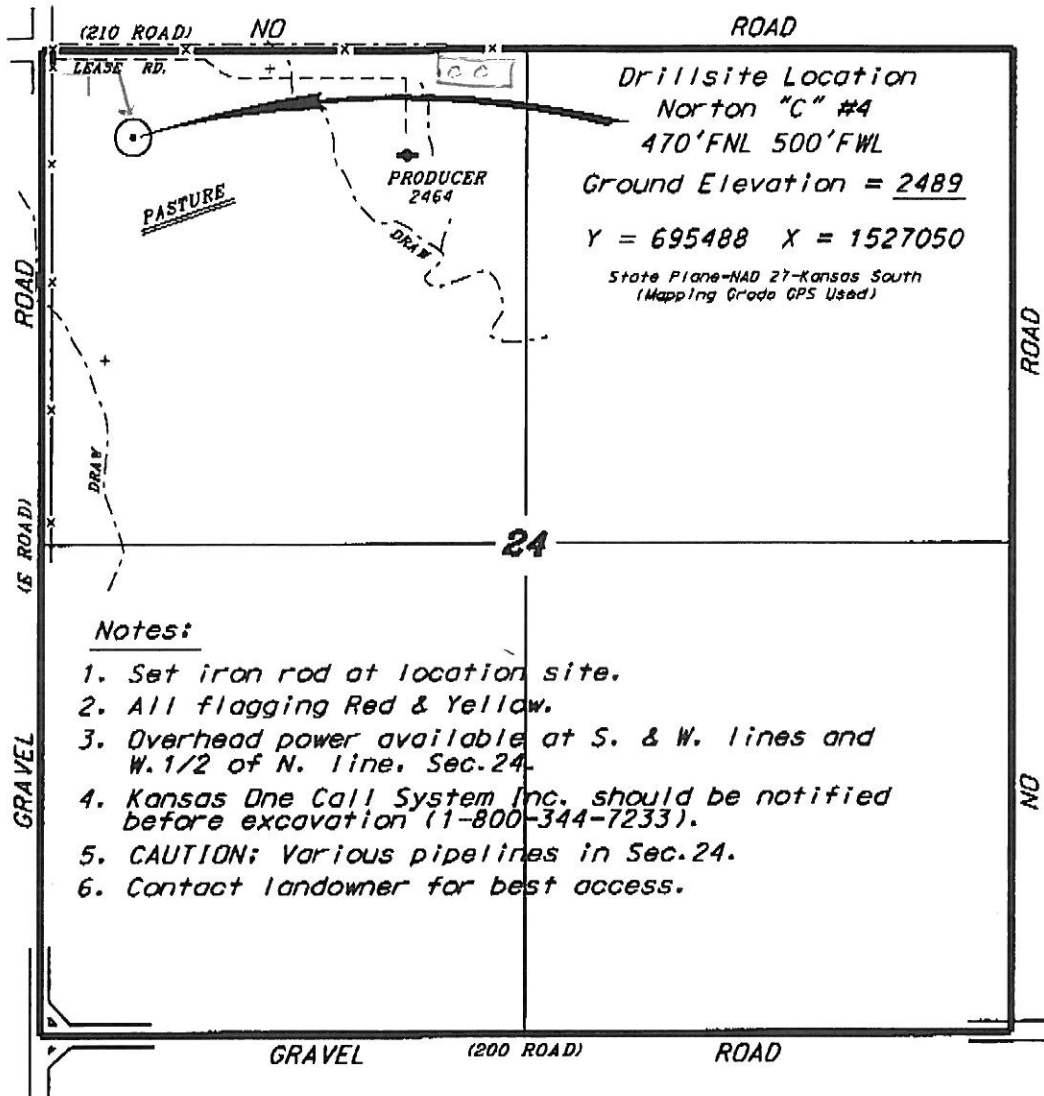 (210 ROAD) NO ROAD
LEASE RD.
Drillsite Location
Norton "C" #4
470'FNL 500'FWL
Ground Elevation = 2489
Y = 695488 X = 1527050
State Plane-NAD 27-Kansas South
(Mapping Grade GPS Used)
PASTURE
PRODUCER
2464
DRAW
ROAD
ROAD
DRAW
(E ROAD)
24
Notes:
1. Set iron rod at location site.
2. All flagging Red & Yellow.
3. Overhead power available at S. & W. lines and
W.1/2 of N. line, Sec.24.
4. Kansas One Call System Inc. should be notified
before excavation (1-800-344-7233).
5. CAUTION: Various pipelines in Sec.24.
6. Contact landowner for best access.
GRAVEL
NO
GRAVEL (200 ROAD) ROAD